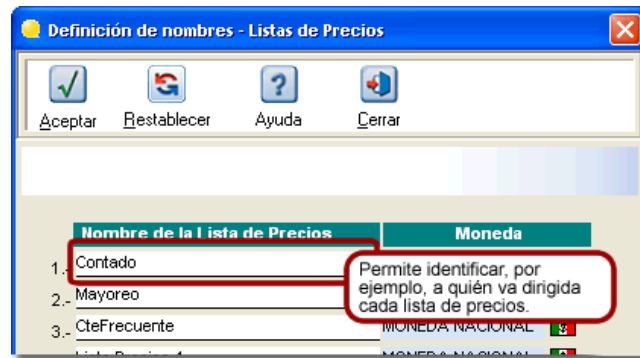 Definición de nombres - Listas de Precios
Aceptar Restablecer Ayuda Cerrar
Nombre de la Lista de Precios Moneda
1.- Contado
Permite identificar, por
ejemplo, a quién va dirigida
cada lista de precios.
2.- Mayoreo
3.- CteFrecuente MONEDA NACIONAL